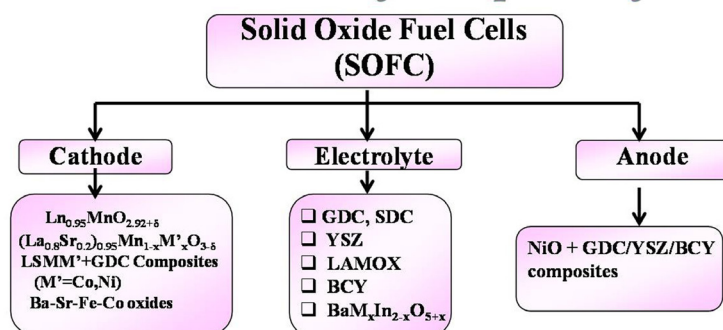 Solid Oxide Fuel Cells
(SOFC)
Cathode
Electrolyte
Anode
Ln₀.₉₅MnO₂.₉₂₊δ
(La₀.₈Sr₀.₂)₀.₉₅Mn₁₋ₓM'ₓO₃₋δ
LSMM'+GDC Composites
(M'=Co,Ni)
Ba-Sr-Fe-Co oxides
❑ GDC, SDC
❑ YSZ
❑ LAMOX
❑ BCY
❑ BaMₓIn₂₋ₓO₅₊ₓ
NiO + GDC/YSZ/BCY
composites